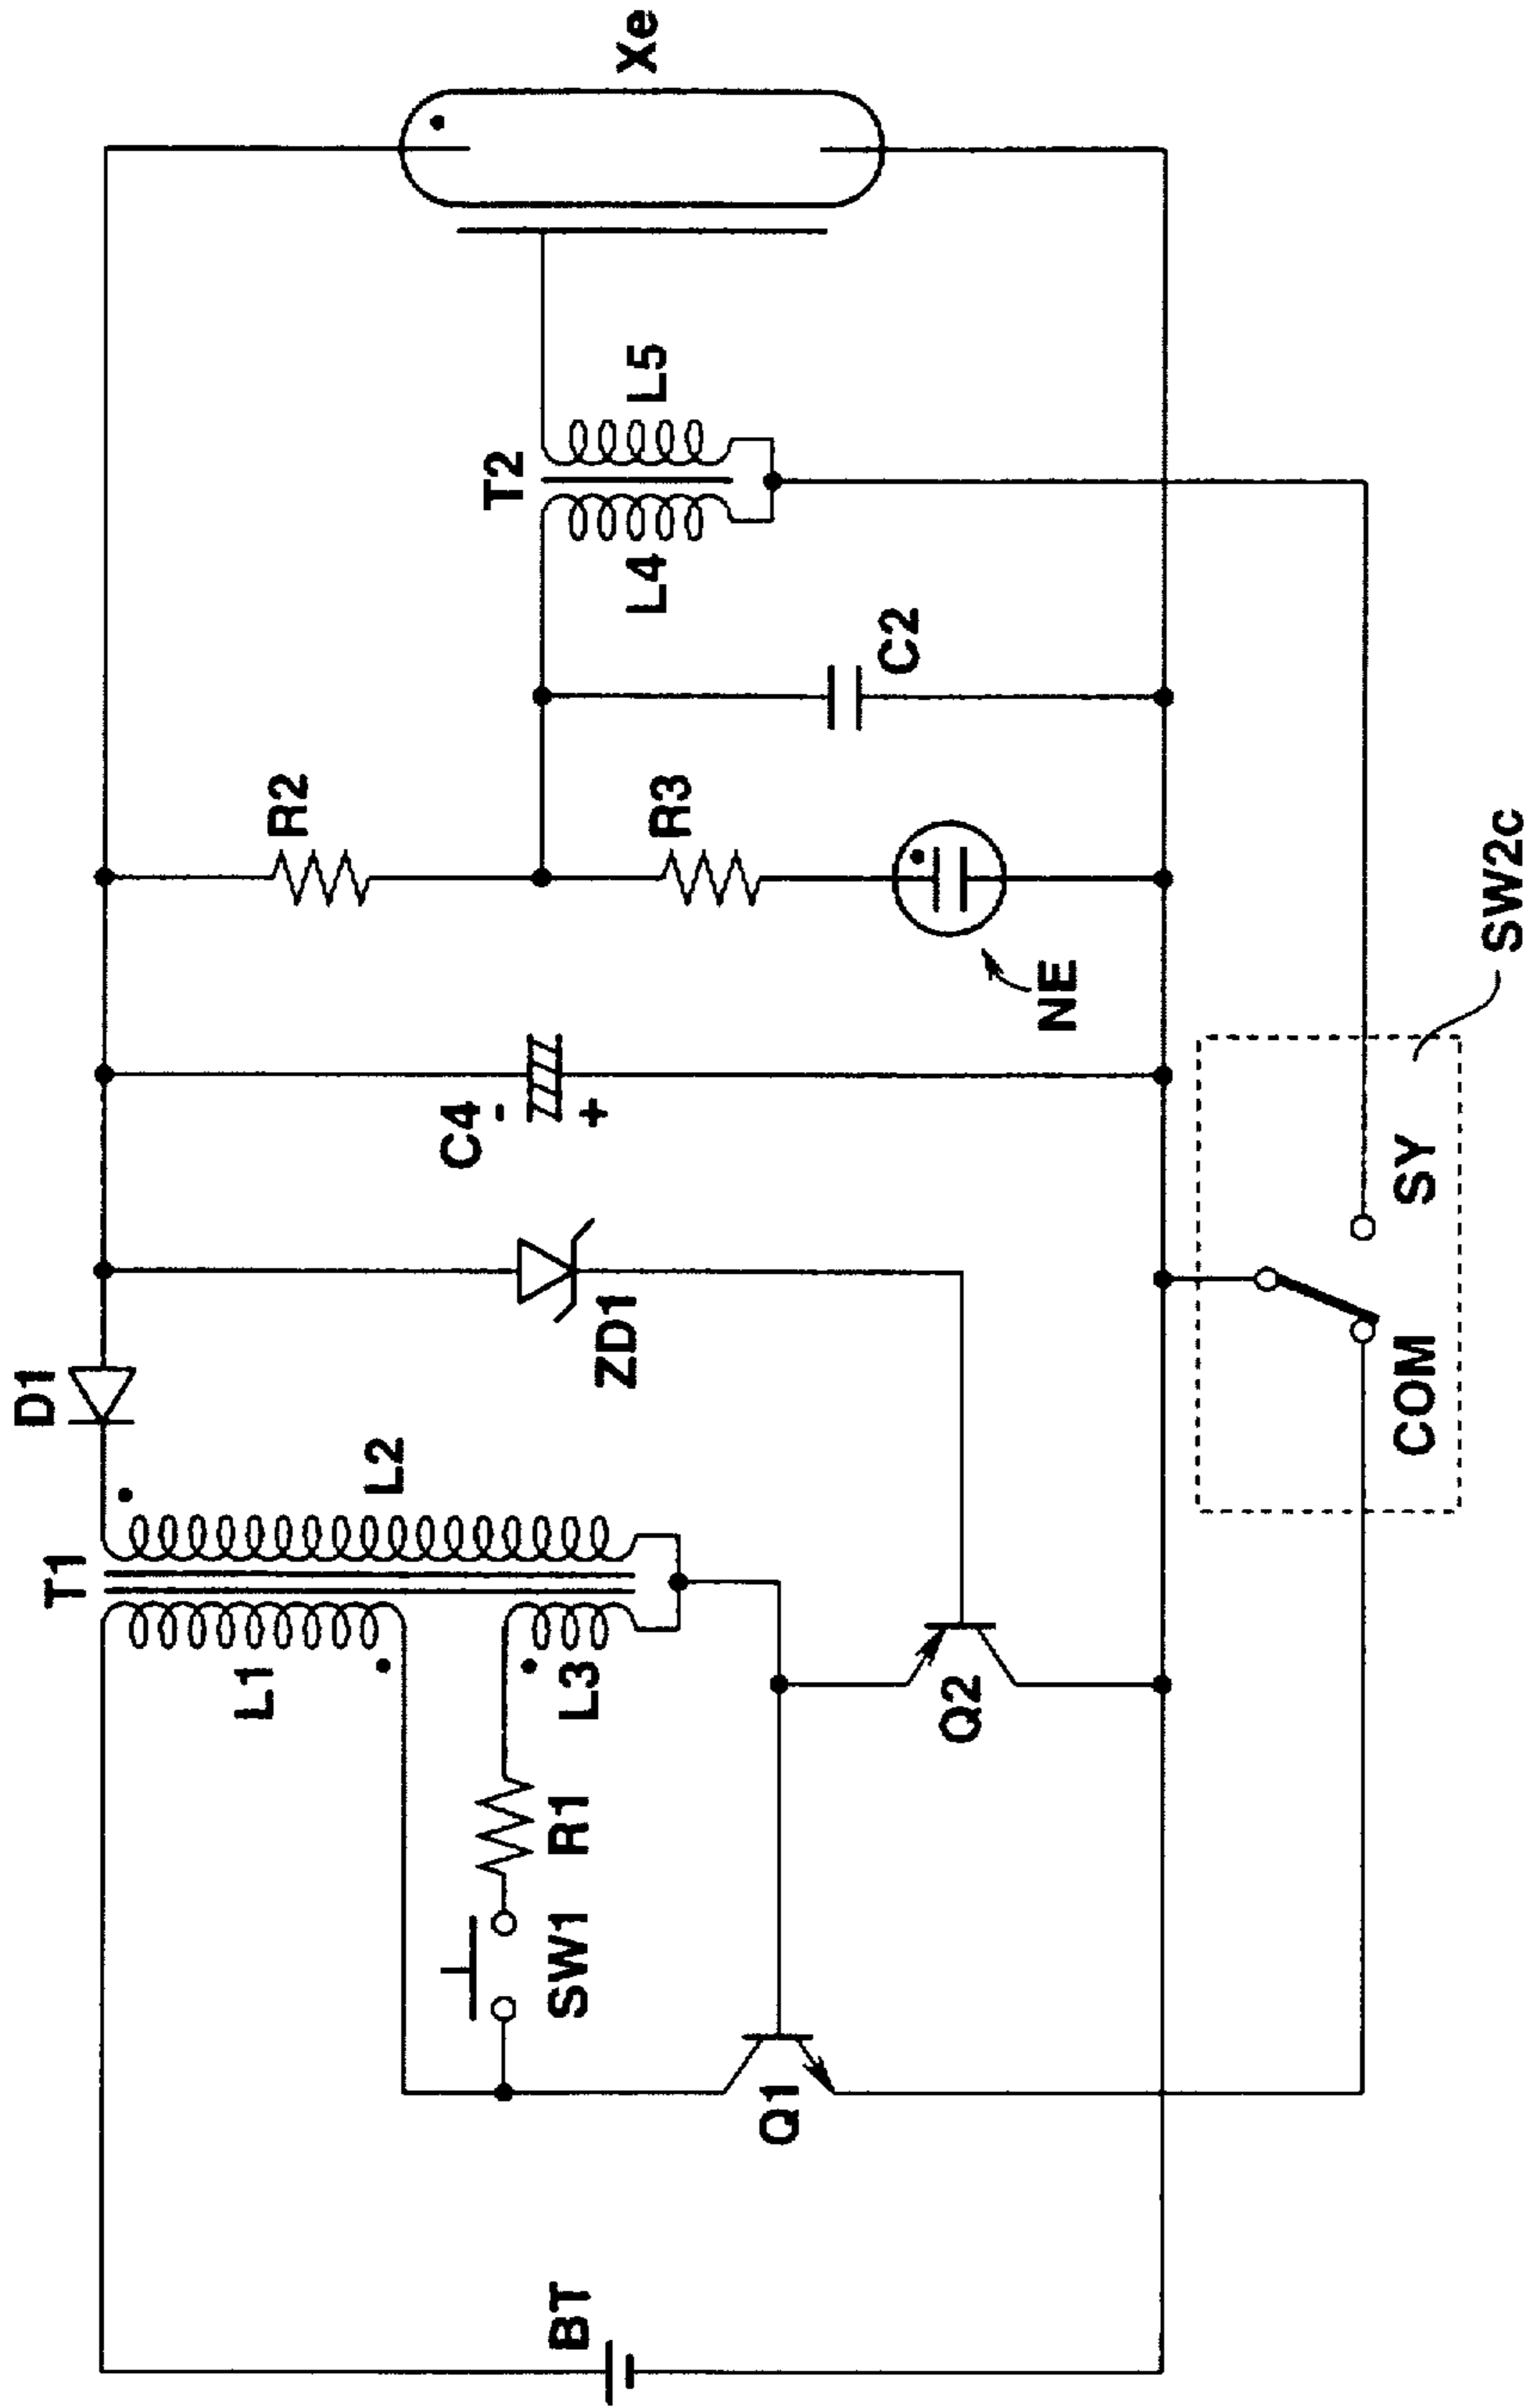 Xe
L5
T2
L4
C2
R2
R3
NE
SW2c
C4
-
+
SY
COM
D1
ZD1
L2
T1
L1
L3
Q2
R1
SW1
Q1
BT